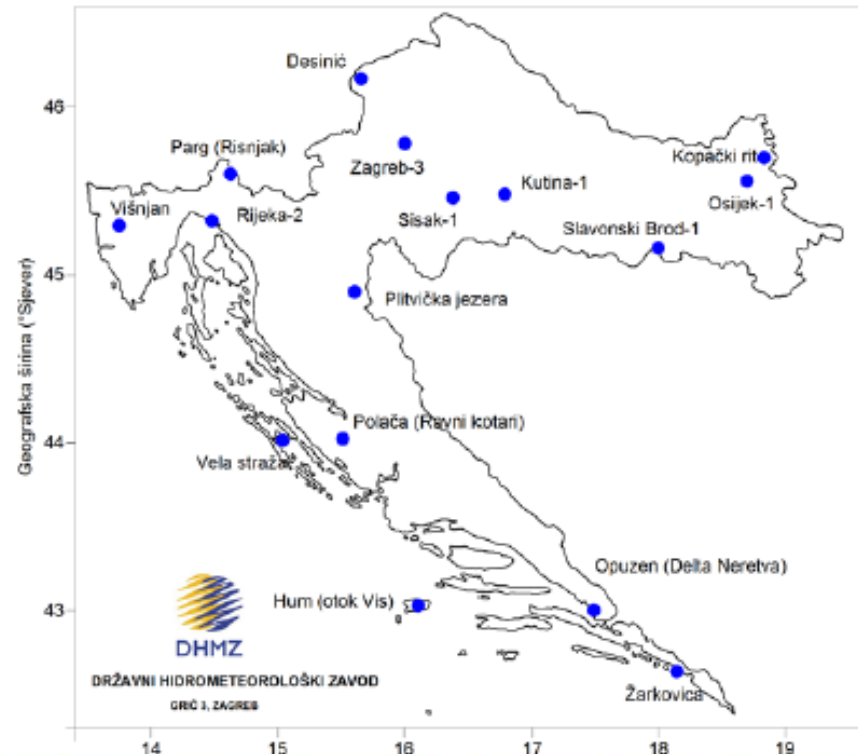 Desinić
46
Parg (Risnjak)
Zagreb-3
Kopački rit
Kutina-1
Višnjan
Rijeka-2
Sisak-1
Osijek-1
Slavonski Brod-1
45
Plitvička jezera
Geografska širina (°Sjever)
Polača (Ravni kotari)
44
Vela straža
Opuzen (Delta Neretva)
Hum (otok Vis)
43
DHMZ
DRŽAVNI HIDROMETEOROLOŠKI ZAVOD
Žarkovica
GRIČ 3, ZAGREB
14 15 16 17 18 19